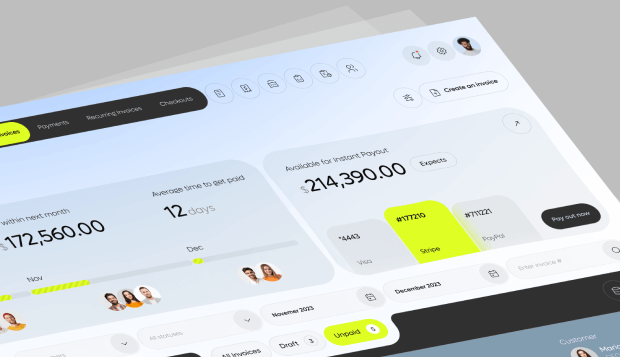 Invoices
Payments
Recurring Invoices
Checkouts
Create an invoice
within next month
$172,560.00
Average time to get paid
12 days
Nov
Dec
Available for Instant Payout
$214,390.00
Expects
*4443
Visa
#177210
Stripe
#711221
PayPal
Pay out now
All statuses
Novemer 2023
December 2023
Enter invoice #
All invoices
Draft 3
Unpaid 5
Customer